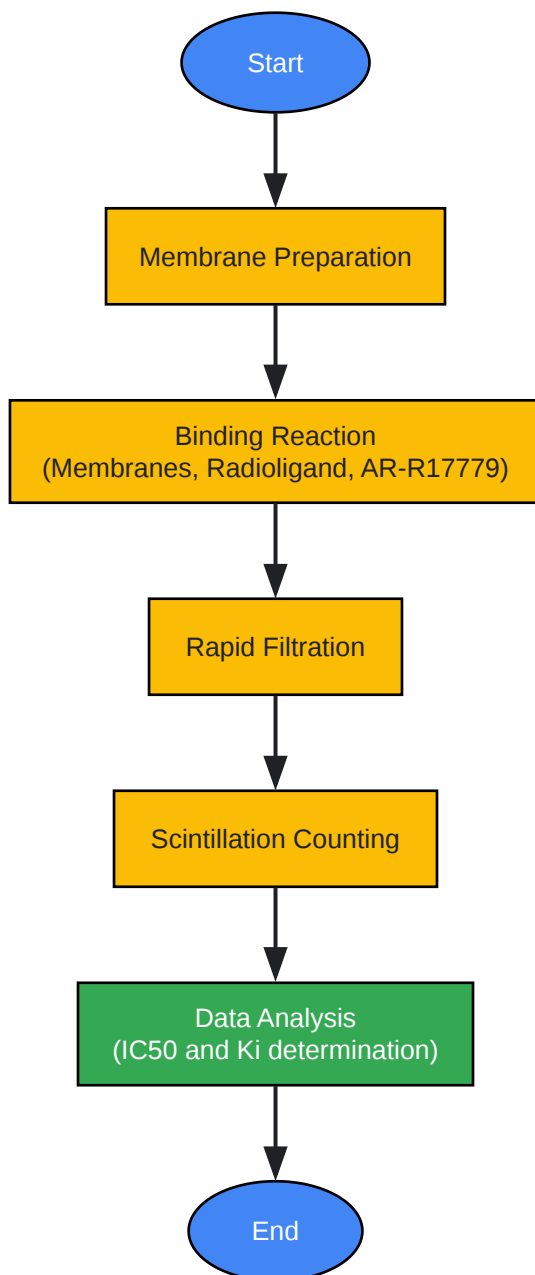 Start
Membrane Preparation
Binding Reaction
(Membranes, Radioligand, AR-R17779)
Rapid Filtration
Scintillation Counting
Data Analysis
(IC50 and Ki determination)
End